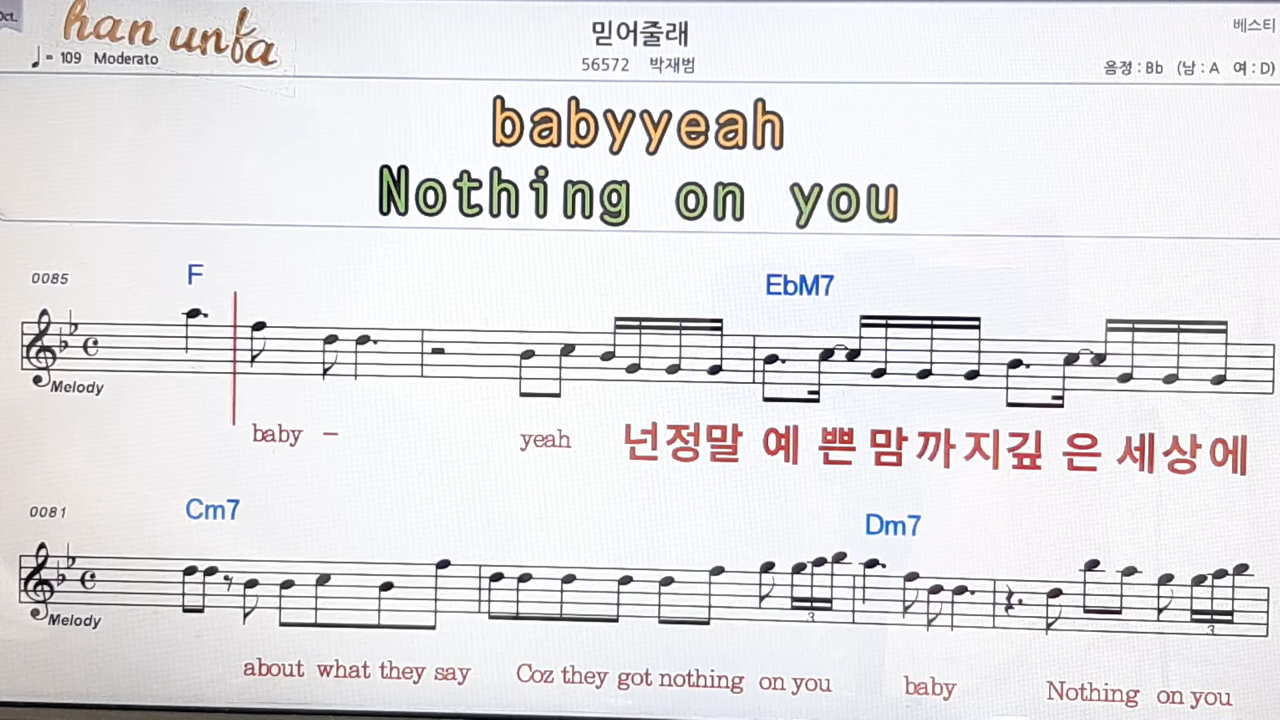 Oct.
han unfa
믿어줄래
베스티
♩= 109 Moderato
56572 박재범
음정 : Bb (남 : A 여 : D)
babyyeah
Nothing on you
0085 F EbM7
Melody
baby – yeah 넌정말 예 쁜 맘 까지깊 은 세상에
0081 Cm7 Dm7
Melody
3 3
about what they say Coz they got nothing on you baby Nothing on you